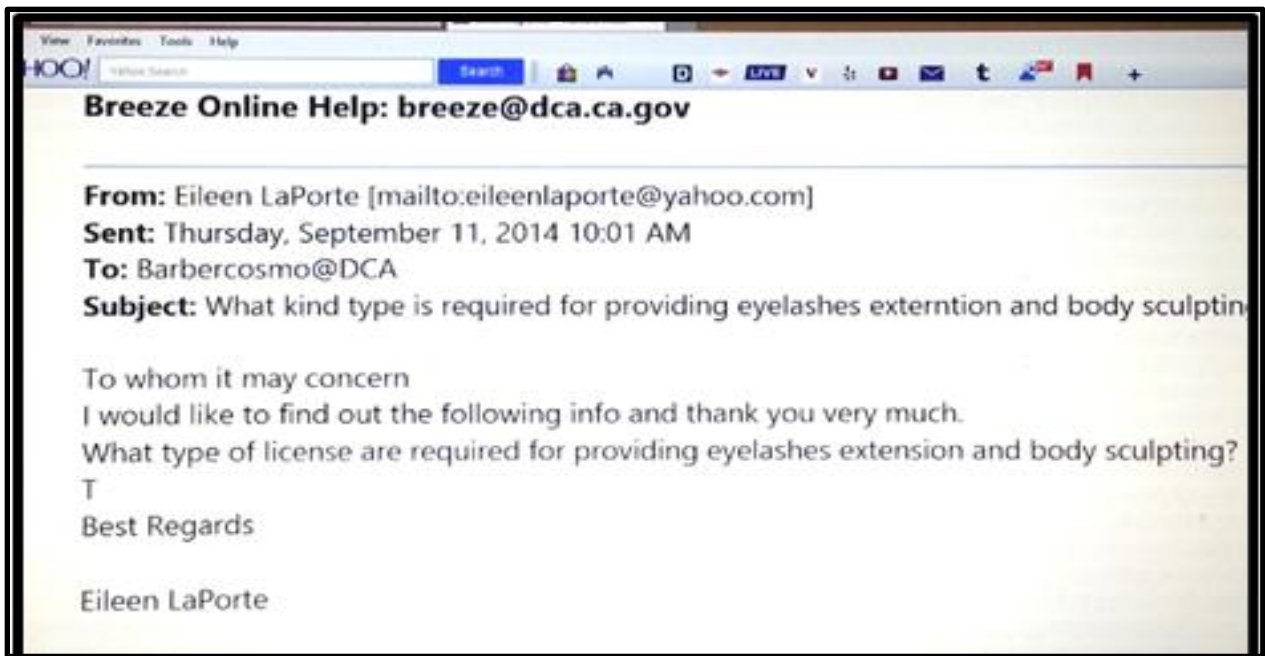 View Favorites Tools Help
HOO! Yahoo Search Search LIVE v t +
Breeze Online Help: breeze@dca.ca.gov
From: Eileen LaPorte [mailto:eileenlaporte@yahoo.com]
Sent: Thursday, September 11, 2014 10:01 AM
To: Barbercosmo@DCA
Subject: What kind type is required for providing eyelashes externtion and body sculptin
To whom it may concern
I would like to find out the following info and thank you very much.
What type of license are required for providing eyelashes extension and body sculpting?
T
Best Regards
Eileen LaPorte